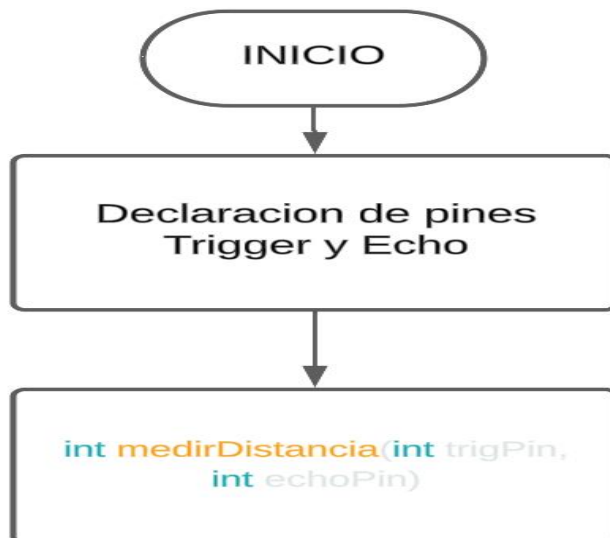 INICIO
Declaracion de pines
Trigger y Echo
int medirDistancia(int trigPin,
int echoPin)